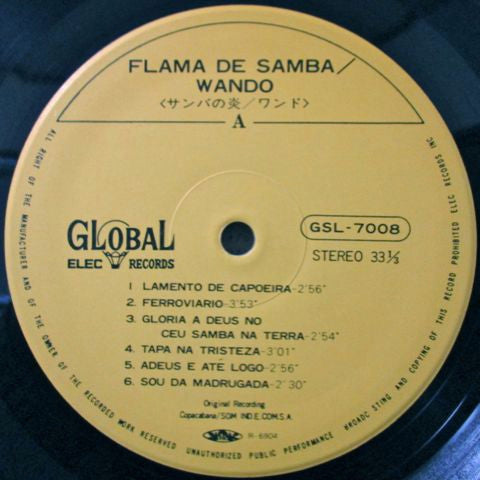 FLAMA DE SAMBA/
WANDO
〈サンバの炎/ワンド〉
A
GLOBAL
ELEC RECORDS
GSL-7008
STEREO 33⅓
1 LAMENTO DE CAPOEIRA-2'56"
2. FERROVIARIO-3'53"
3. GLORIA A DEUS NO
CEU SAMBA NA TERRA-2'54"
4. TAPA NA TRISTEZA-3'01"
5. ADEUS E ATÉ LOGO-2'56"
6. SOU DA MADRUGADA-2'30"
Original Recording
Copacabana/SOM IND.E.COM.S.A.
R-6904
ALL RIGHT OF THE MANUFACTURER AND OF THE OWNER OF THE RECORDED WORK RESERVED UNAUTHORIZED PUBLIC PERFORMANCE BROADC STING AND COPYING OF THIS RECORD PROHIBITED ELEC RECORDS INC